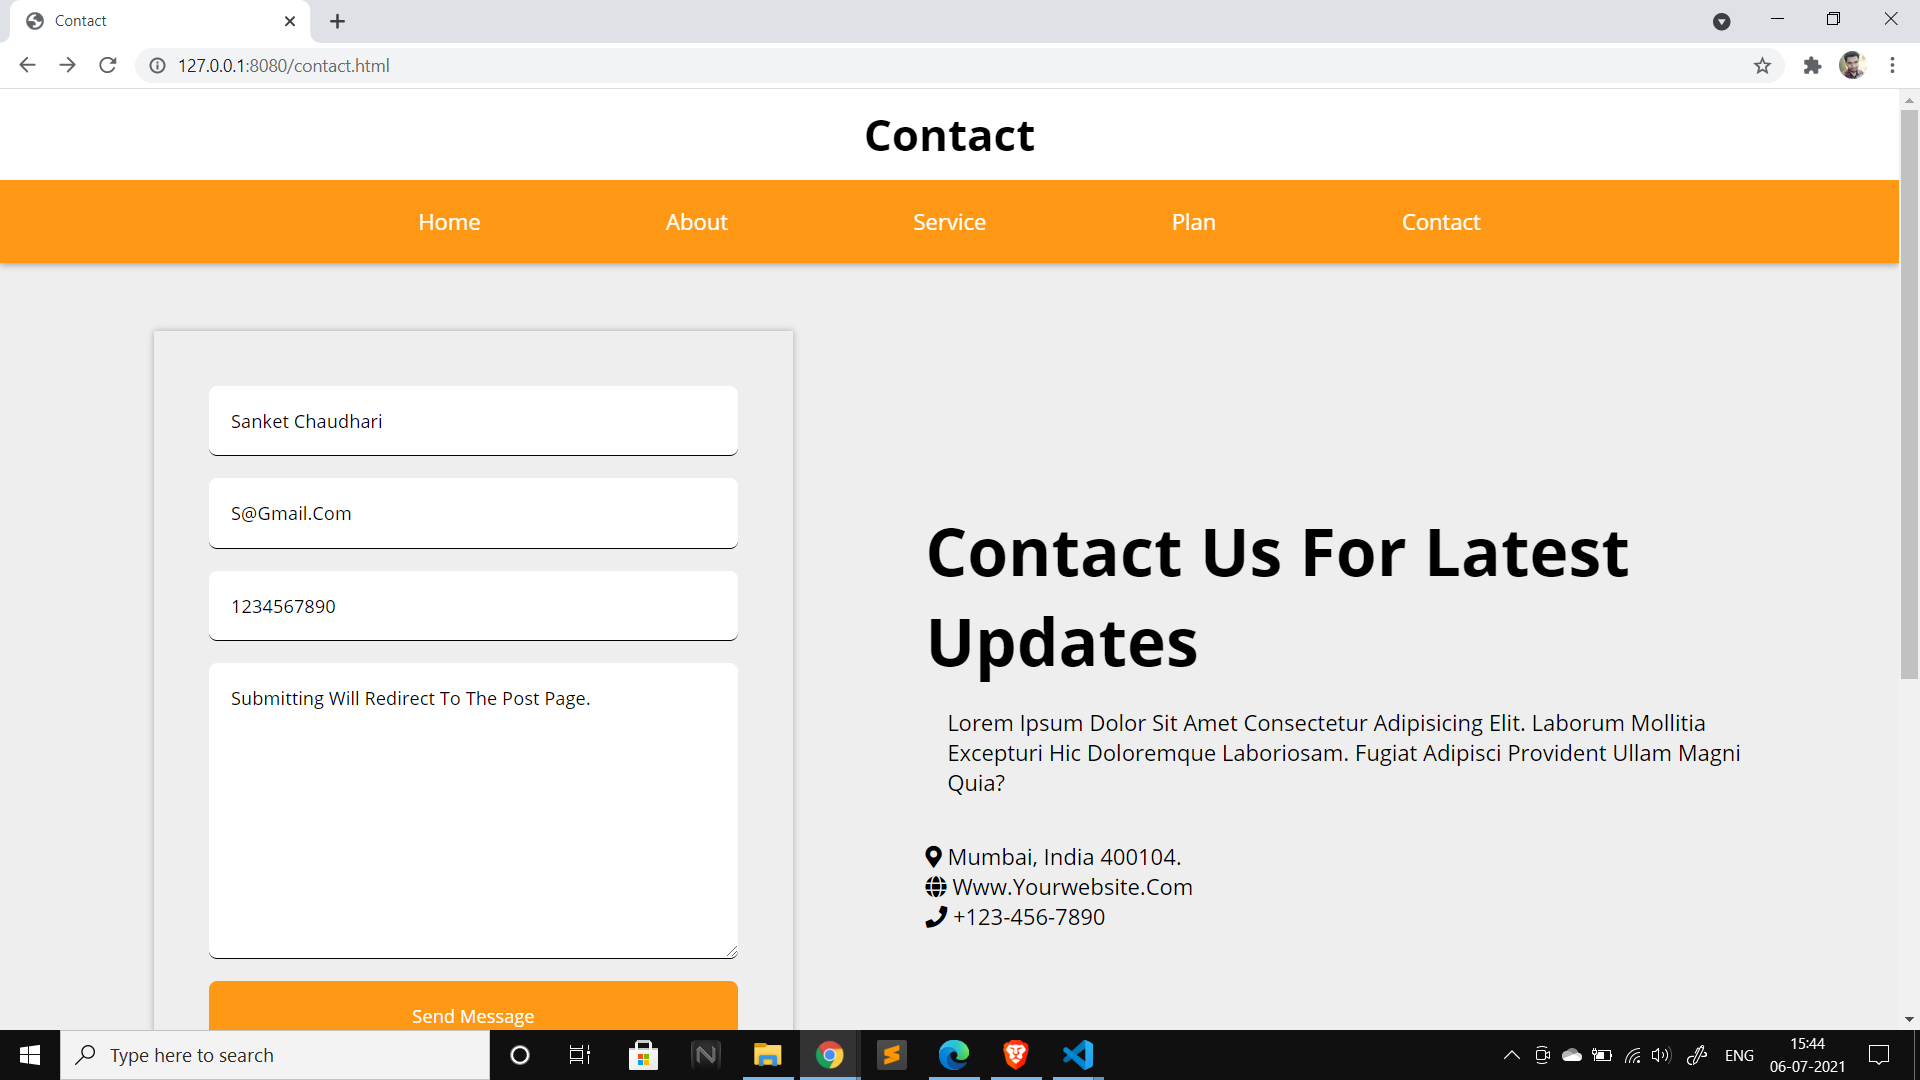 Contact
127.0.0.1:8080/contact.html
Contact
Home About Service Plan Contact
Sanket Chaudhari
S@Gmail.Com
1234567890
Submitting Will Redirect To The Post Page.
Send Message
Contact Us For Latest
Updates
Lorem Ipsum Dolor Sit Amet Consectetur Adipisicing Elit. Laborum Mollitia
Excepturi Hic Doloremque Laboriosam. Fugiat Adipisci Provident Ullam Magni
Quia?
Mumbai, India 400104.
Www.Yourwebsite.Com
+123-456-7890
Type here to search
ENG
15:44
06-07-2021